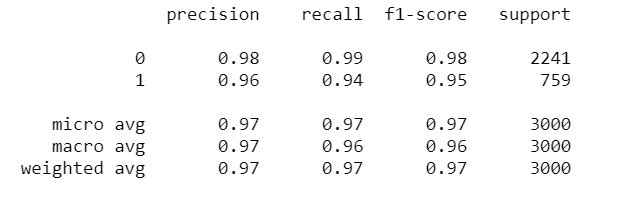 precision recall f1-score support
0 0.98 0.99 0.98 2241
1 0.96 0.94 0.95 759
micro avg 0.97 0.97 0.97 3000
macro avg 0.97 0.96 0.96 3000
weighted avg 0.97 0.97 0.97 3000